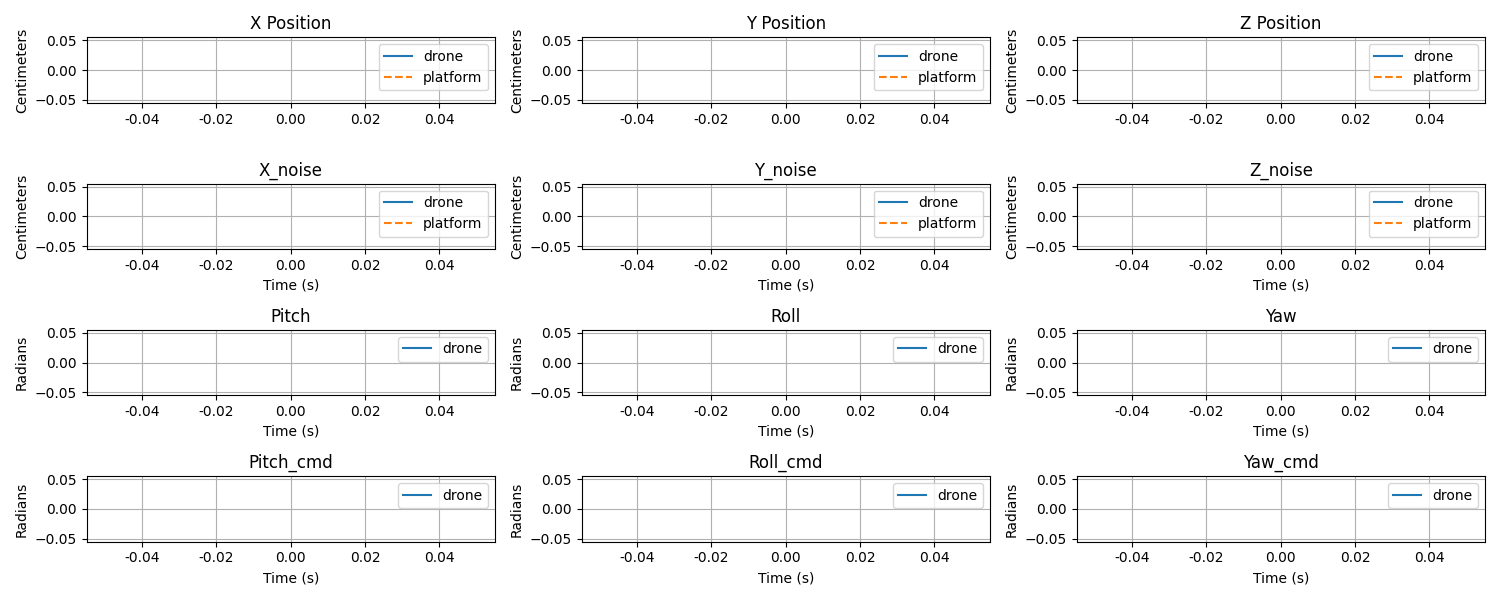 X Position
Centimeters
0.05
0.00
−0.05
-0.04 -0.02 0.00 0.02 0.04
drone
platform
Y Position
Centimeters
0.05
0.00
−0.05
-0.04 -0.02 0.00 0.02 0.04
drone
platform
Z Position
Centimeters
0.05
0.00
−0.05
-0.04 -0.02 0.00 0.02 0.04
drone
platform
X_noise
Centimeters
0.05
0.00
−0.05
-0.04 -0.02 0.00 0.02 0.04
Time (s)
drone
platform
Y_noise
Centimeters
0.05
0.00
−0.05
-0.04 -0.02 0.00 0.02 0.04
Time (s)
drone
platform
Z_noise
Centimeters
0.05
0.00
−0.05
-0.04 -0.02 0.00 0.02 0.04
Time (s)
drone
platform
Pitch
Radians
0.05
0.00
−0.05
-0.04 -0.02 0.00 0.02 0.04
Time (s)
drone
Roll
Radians
0.05
0.00
−0.05
-0.04 -0.02 0.00 0.02 0.04
Time (s)
drone
Yaw
Radians
0.05
0.00
−0.05
-0.04 -0.02 0.00 0.02 0.04
Time (s)
drone
Pitch_cmd
Radians
0.05
0.00
−0.05
-0.04 -0.02 0.00 0.02 0.04
Time (s)
drone
Roll_cmd
Radians
0.05
0.00
−0.05
-0.04 -0.02 0.00 0.02 0.04
Time (s)
drone
Yaw_cmd
Radians
0.05
0.00
−0.05
-0.04 -0.02 0.00 0.02 0.04
Time (s)
drone